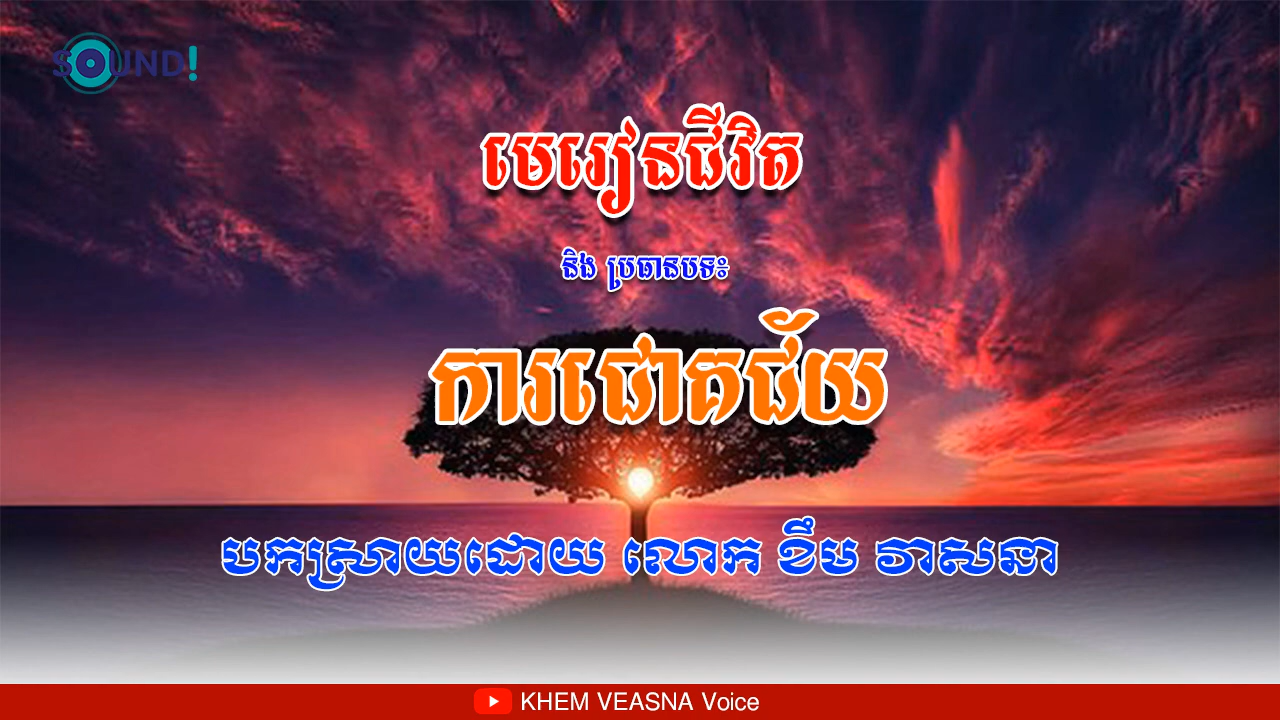 SOUND!
មេរៀនជីវិត
និង ប្រធានបទ៖
ការជោគជ័យ
បកស្រាយដោយ លោក ខឹម វាសនា
KHEM VEASNA Voice